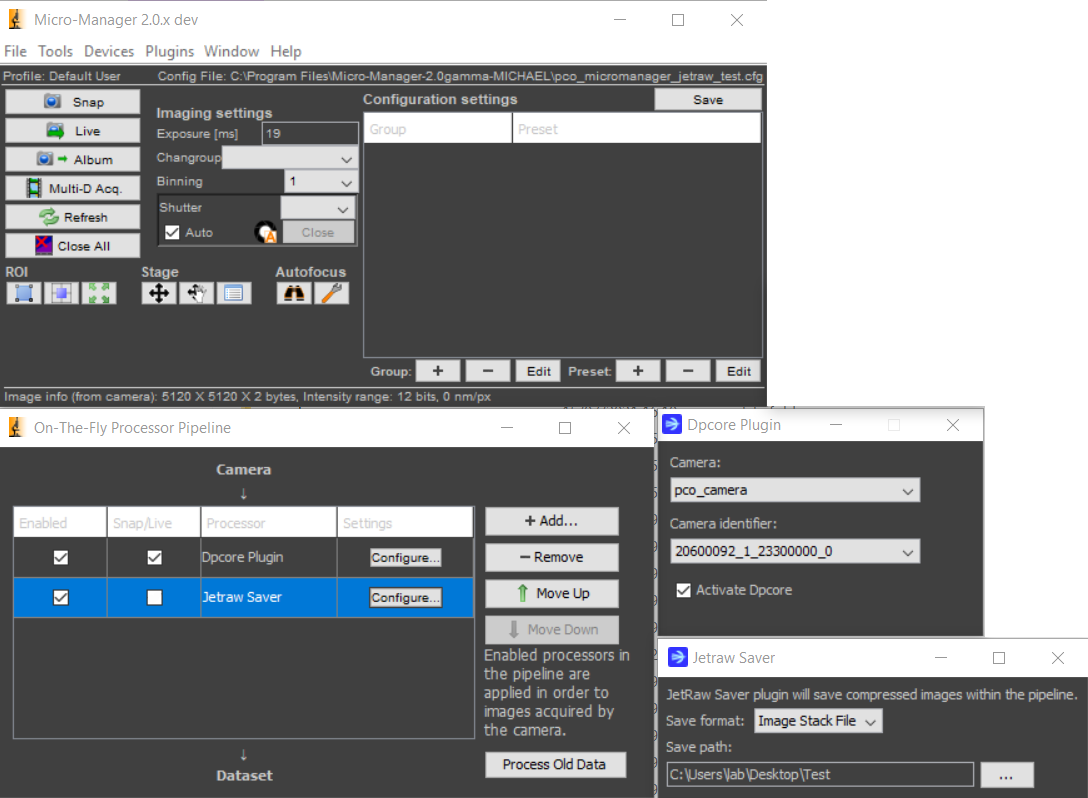 Micro-Manager 2.0.x dev
File Tools Devices Plugins Window Help
Profile: Default User Config File: C:\Program Files\Micro-Manager-2.0gamma-MICHAEL\pco_micromanager_jetraw_test.cfg
Snap
Live
Album
Multi-D Acq.
Refresh
Close All
Imaging settings
Exposure [ms] 19
Changroup
Binning 1
Shutter
Auto Close
Configuration settings Save
Group Preset
ROI Stage Autofocus
Group: + − Edit Preset: + − Edit
Image info (from camera): 5120 X 5120 X 2 bytes, Intensity range: 12 bits, 0 nm/px
On-The-Fly Processor Pipeline
Camera
↓
Enabled Snap/Live Processor Settings
Dpcore Plugin Configure...
Jetraw Saver Configure...
+ Add...
− Remove
Move Up
Move Down
Enabled processors in
the pipeline are
applied in order to
images acquired by
the camera.
Process Old Data
↓
Dataset
Dpcore Plugin
Camera:
pco_camera
Camera identifier:
20600092_1_23300000_0
Activate Dpcore
Jetraw Saver
JetRaw Saver plugin will save compressed images within the pipeline.
Save format: Image Stack File
Save path:
C:\Users\lab\Desktop\Test ...